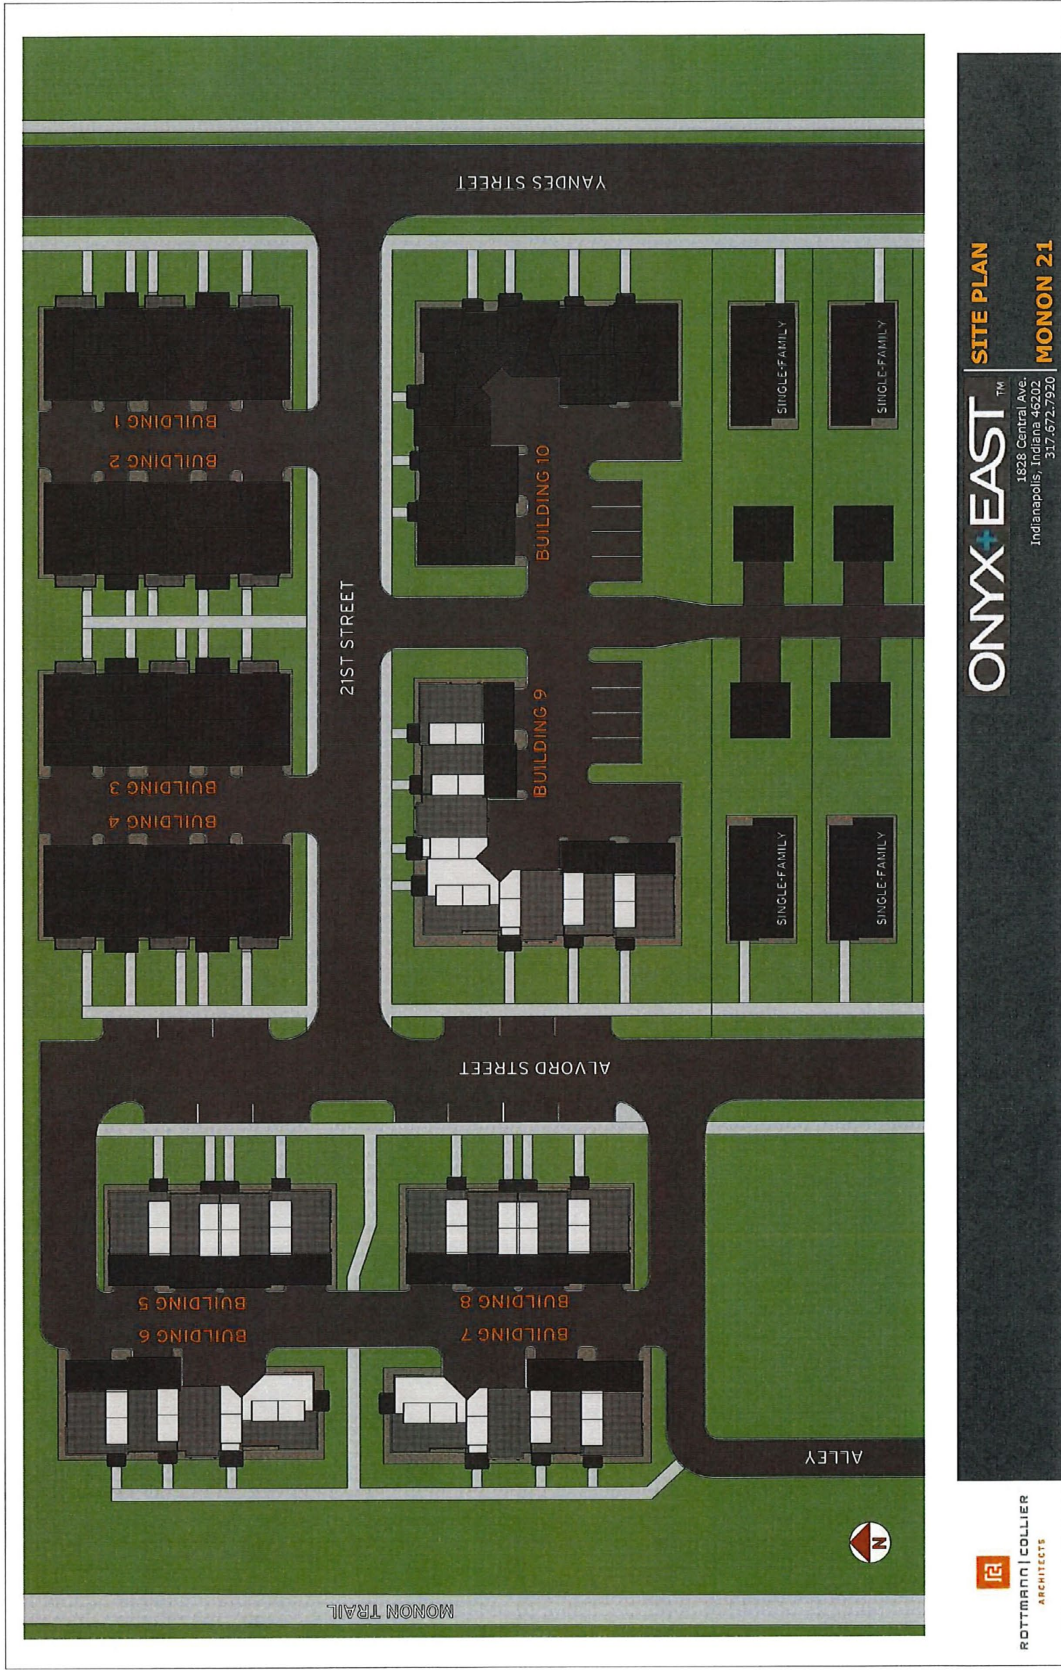 YANDES STREET
BUILDING 1
BUILDING 2
BUILDING 3
BUILDING 4
21ST STREET
BUILDING 10
BUILDING 9
SINGLE-FAMILY
SINGLE-FAMILY
SINGLE-FAMILY
SINGLE-FAMILY
ALVORD STREET
BUILDING 5
BUILDING 6
BUILDING 8
BUILDING 7
ALLEY
N
MONON TRAIL
ROTTMANN | COLLIER
ARCHITECTS
ONYX+EAST™
1828 Central Ave.
Indianapolis, Indiana 46202
317.672.7920
SITE PLAN
MONON 21